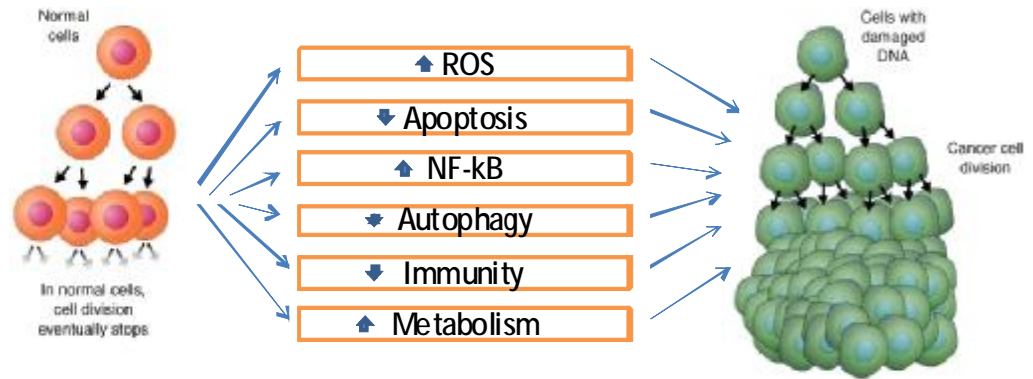 Normal
cells
In normal cells,
cell division
eventually stops
ROS
Apoptosis
NF-kB
Autophagy
Immunity
Metabolism
Cells with
damaged
DNA
Cancer cell
division